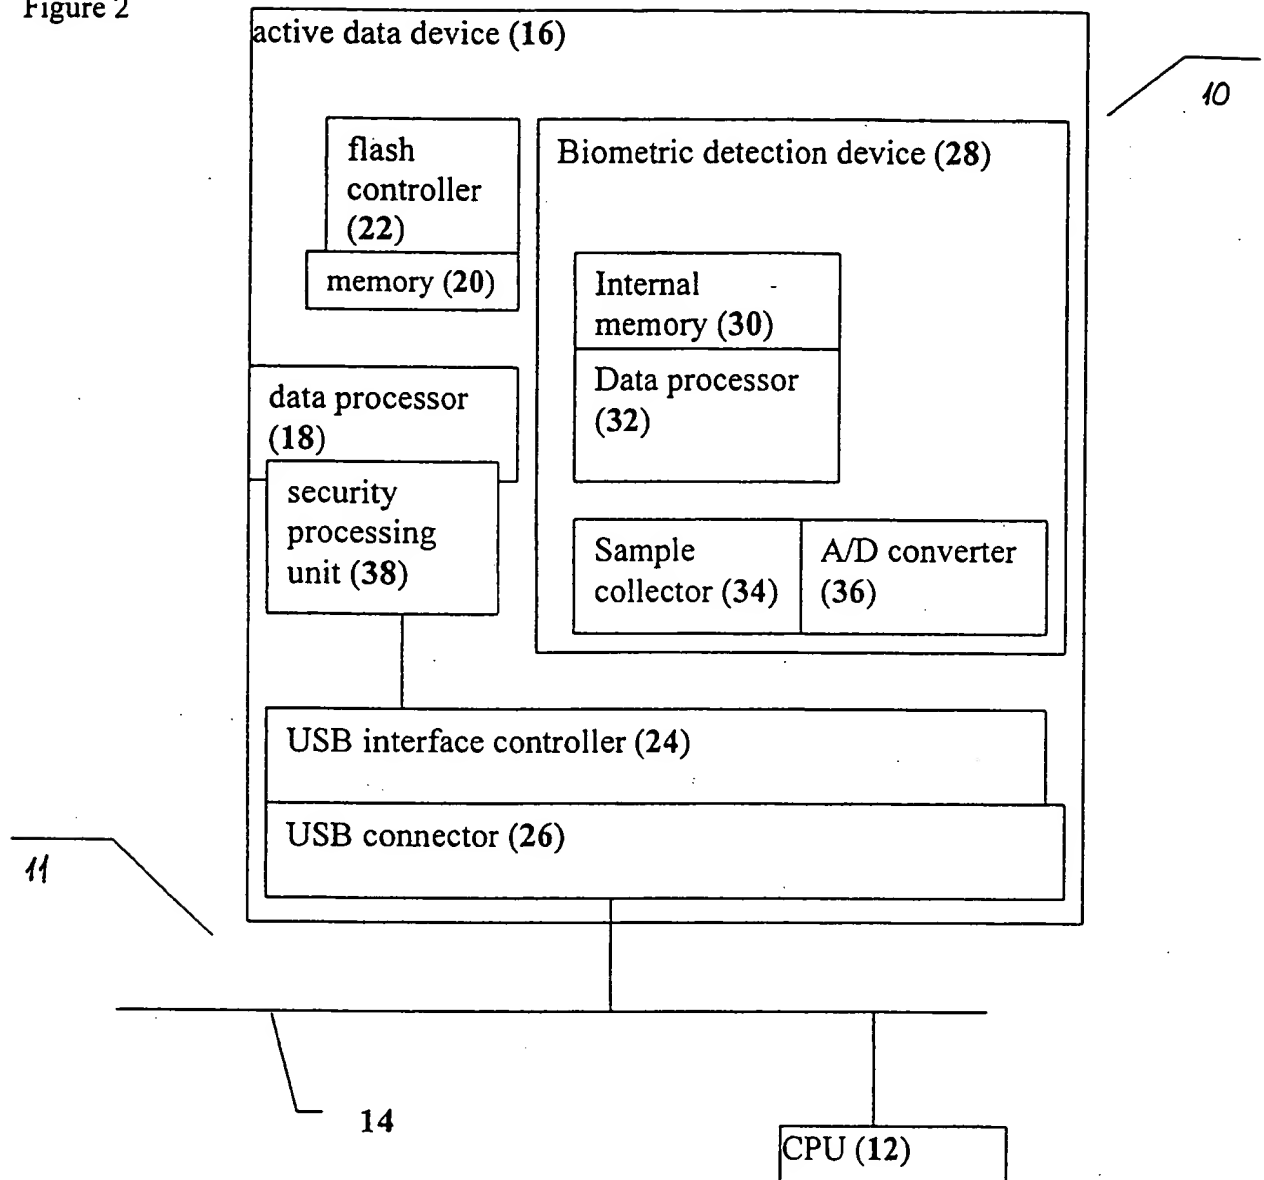 Figure 2
active data device (16)
10
flash
controller
(22)
memory (20)
Biometric detection device (28)
Internal
memory (30)
Data processor
(32)
data processor
(18)
security
processing
unit (38)
Sample
collector (34)
A/D converter
(36)
USB interface controller (24)
USB connector (26)
11
14
CPU (12)